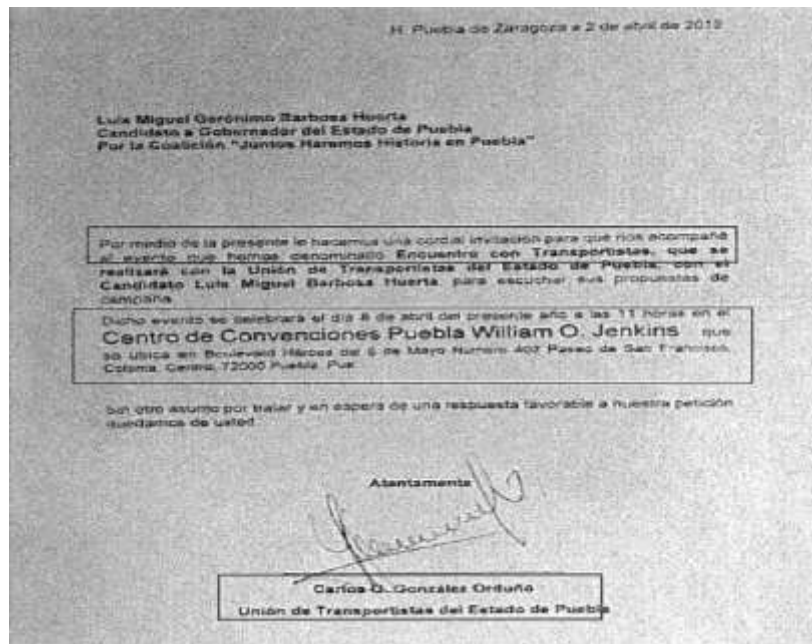 H. Puebla de Zaragoza a 2 de abril de 2019
Luis Miguel Gerónimo Barbosa Huerta
Candidato a Gobernador del Estado de Puebla
Por la Coalición "Juntos Haremos Historia en Puebla"
Por medio de la presente le hacemos una cordial invitación para que nos acompañe
al evento que hemos denominado Encuentro con Transportistas, que se
realizará con la Unión de Transportistas del Estado de Puebla, con el
Candidato Luis Miguel Barbosa Huerta, para escuchar sus propuestas de
campaña
Dicho evento se celebrará el día 8 de abril del presente año a las 11 horas en el
Centro de Convenciones Puebla William O. Jenkins que
se ubica en Boulevard Héroes del 5 de Mayo Número 402 Paseo de San Francisco,
Colonia, Centro, 72000 Puebla, Pue
Sin otro asunto por tratar y en espera de una respuesta favorable a nuestra petición
quedamos de usted
Atentamente
Carlos G. González Orduño
Unión de Transportistas del Estado de Puebla